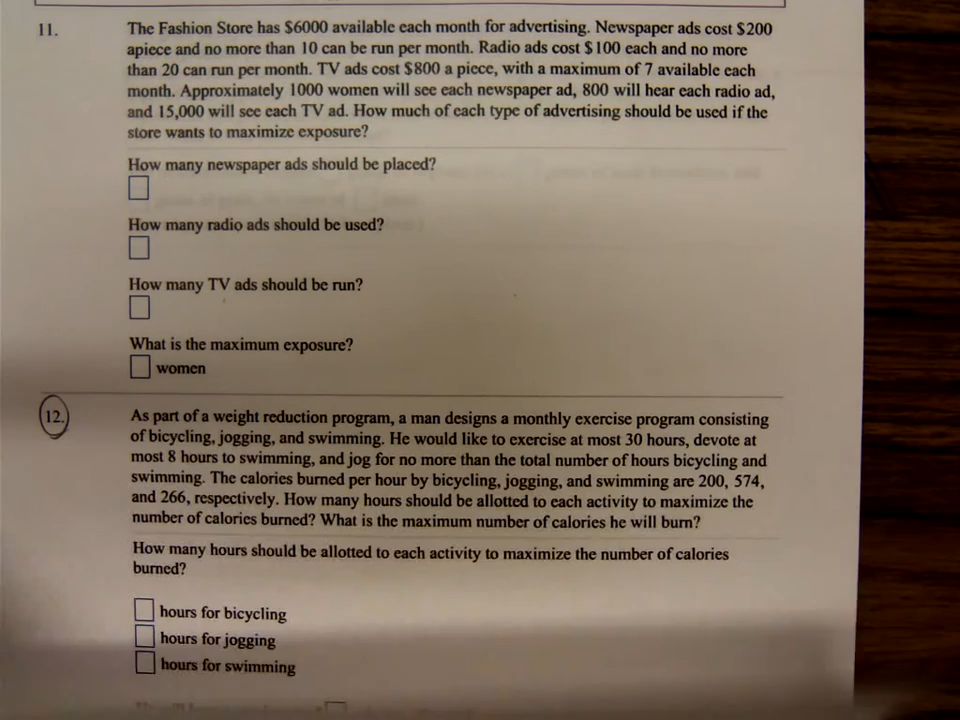 11.
The Fashion Store has $6000 available each month for advertising. Newspaper ads cost $200
apiece and no more than 10 can be run per month. Radio ads cost $100 each and no more
than 20 can run per month. TV ads cost $800 a piece, with a maximum of 7 available each
month. Approximately 1000 women will see each newspaper ad, 800 will hear each radio ad,
and 15,000 will see each TV ad. How much of each type of advertising should be used if the
store wants to maximize exposure?
How many newspaper ads should be placed?
How many radio ads should be used?
How many TV ads should be run?
What is the maximum exposure?
women
12.
As part of a weight reduction program, a man designs a monthly exercise program consisting
of bicycling, jogging, and swimming. He would like to exercise at most 30 hours, devote at
most 8 hours to swimming, and jog for no more than the total number of hours bicycling and
swimming. The calories burned per hour by bicycling, jogging, and swimming are 200, 574,
and 266, respectively. How many hours should be allotted to each activity to maximize the
number of calories burned? What is the maximum number of calories he will burn?
How many hours should be allotted to each activity to maximize the number of calories
burned?
hours for bicycling
hours for jogging
hours for swimming